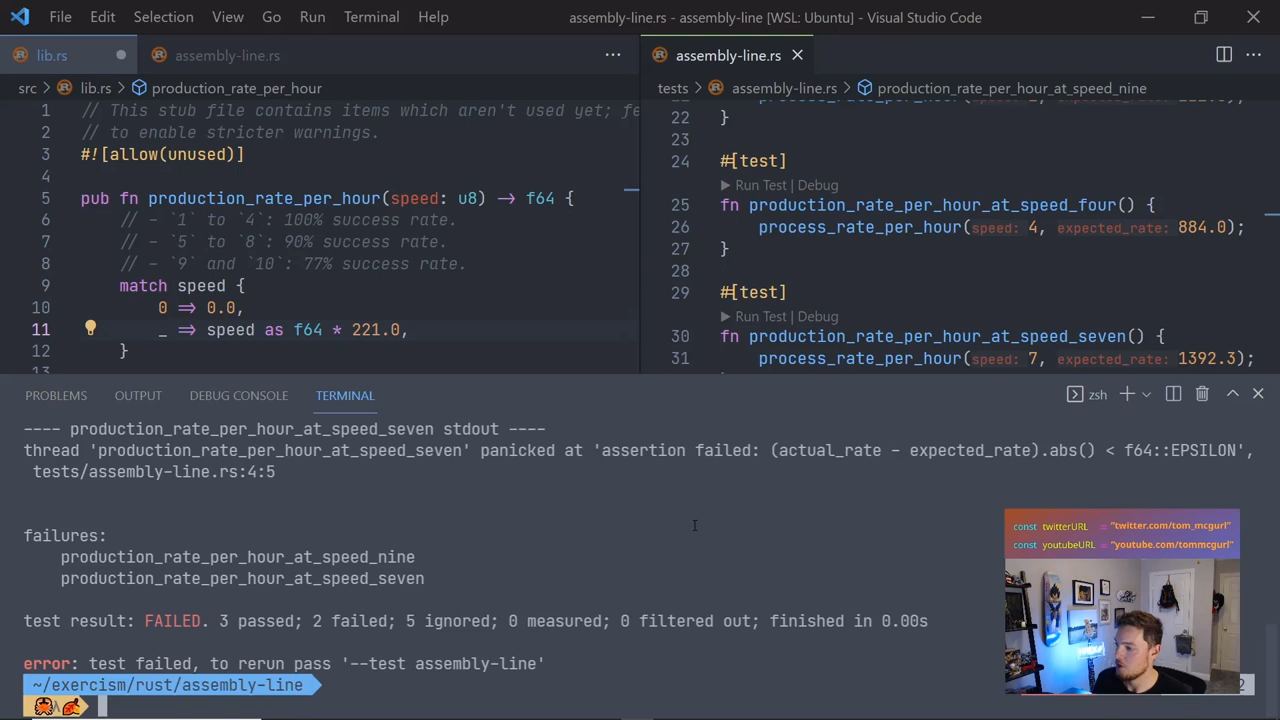 File Edit Selection View Go Run Terminal Help assembly-line.rs - assembly-line [WSL: Ubuntu] - Visual Studio Code
lib.rs assembly-line.rs
src > lib.rs > production_rate_per_hour
1 // This stub file contains items which aren't used yet; fe
2 // to enable stricter warnings.
3 #![allow(unused)]
4
5 pub fn production_rate_per_hour(speed: u8) -> f64 {
6 // - `1` to `4`: 100% success rate.
7 // - `5` to `8`: 90% success rate.
8 // - `9` and `10`: 77% success rate.
9 match speed {
10 0 => 0.0,
11 _ => speed as f64 * 221.0,
12 }
13
assembly-line.rs
tests > assembly-line.rs > production_rate_per_hour_at_speed_nine
22 }
23
24 #[test]
Run Test | Debug
25 fn production_rate_per_hour_at_speed_four() {
26 process_rate_per_hour(speed: 4, expected_rate: 884.0);
27 }
28
29 #[test]
Run Test | Debug
30 fn production_rate_per_hour_at_speed_seven() {
31 process_rate_per_hour(speed: 7, expected_rate: 1392.3);
PROBLEMS OUTPUT DEBUG CONSOLE TERMINAL zsh
---- production_rate_per_hour_at_speed_seven stdout ----
thread 'production_rate_per_hour_at_speed_seven' panicked at 'assertion failed: (actual_rate - expected_rate).abs() < f64::EPSILON',
tests/assembly-line.rs:4:5
failures:
production_rate_per_hour_at_speed_nine
production_rate_per_hour_at_speed_seven
test result: FAILED. 3 passed; 2 failed; 5 ignored; 0 measured; 0 filtered out; finished in 0.00s
error: test failed, to rerun pass '--test assembly-line'
~/exercism/rust/assembly-line
λ
const twitterURL = "twitter.com/tom_mcgurl"
const youtubeURL = "youtube.com/tommcgurl"